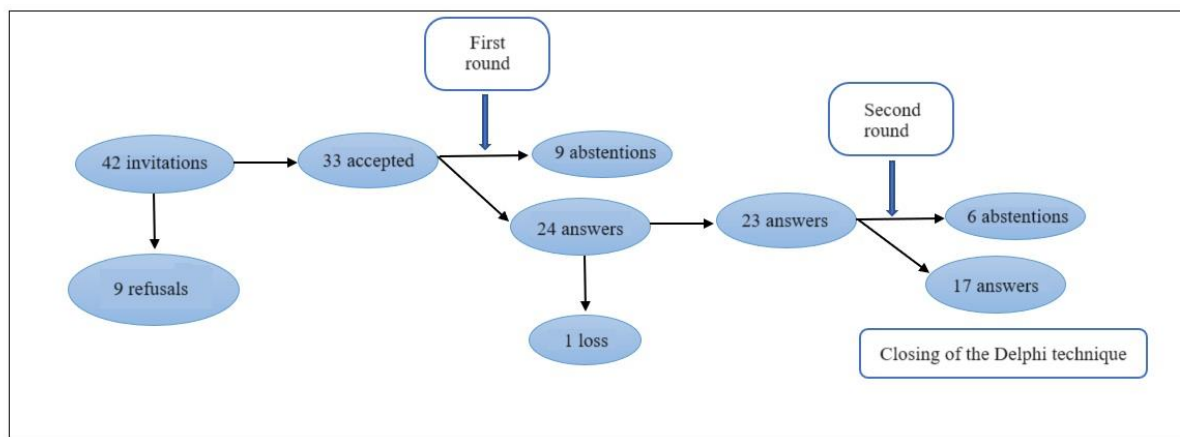 First
round
Second
round
42 invitations
33 accepted
9 abstentions
24 answers
23 answers
6 abstentions
9 refusals
17 answers
1 loss
Closing of the Delphi technique